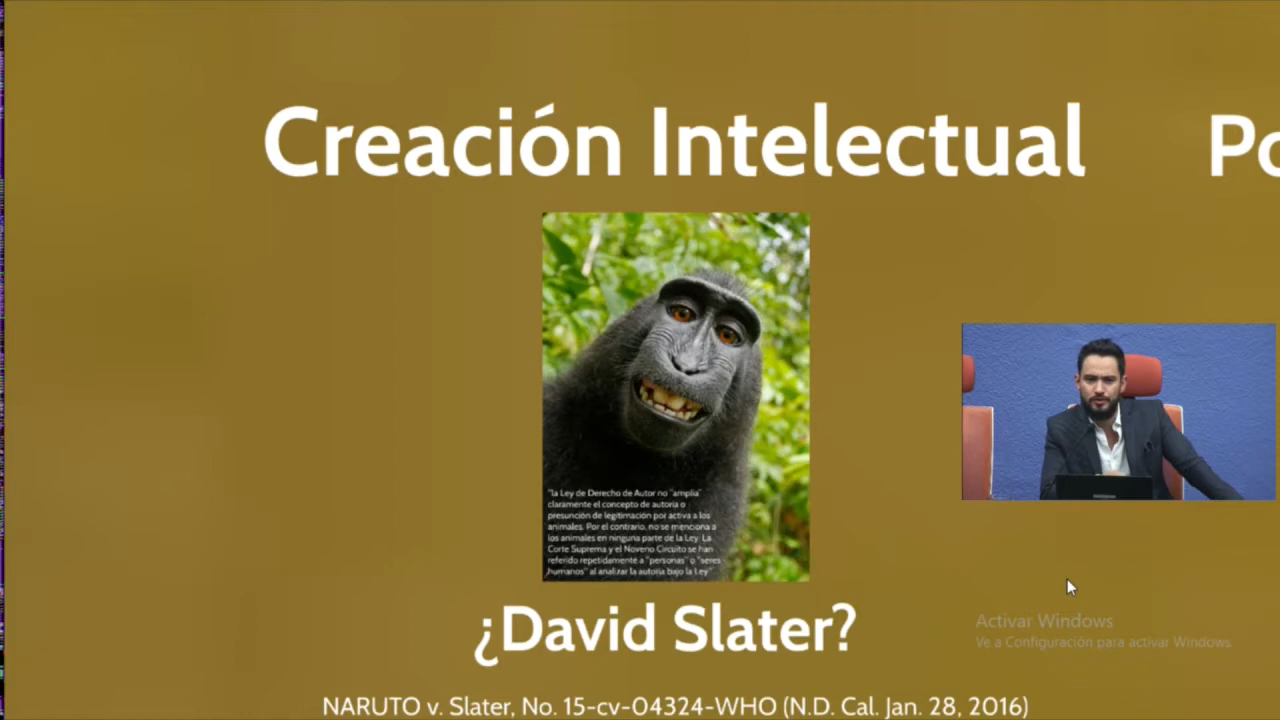 Creación Intelectual
Po
"la Ley de Derecho de Autor no "amplía"
claramente el concepto de autoría o
presunción de legitimación por activa a los
animales. Por el contrario, no se menciona a
los animales en ninguna parte de la Ley. La
Corte Suprema y el Noveno Circuito se han
referido repetidamente a "personas" o "seres
humanos" al analizar la autoría bajo la Ley"
¿David Slater?
Activar Windows
Ve a Configuración para activar Windows.
NARUTO v. Slater, No. 15-cv-04324-WHO (N.D. Cal. Jan. 28, 2016)